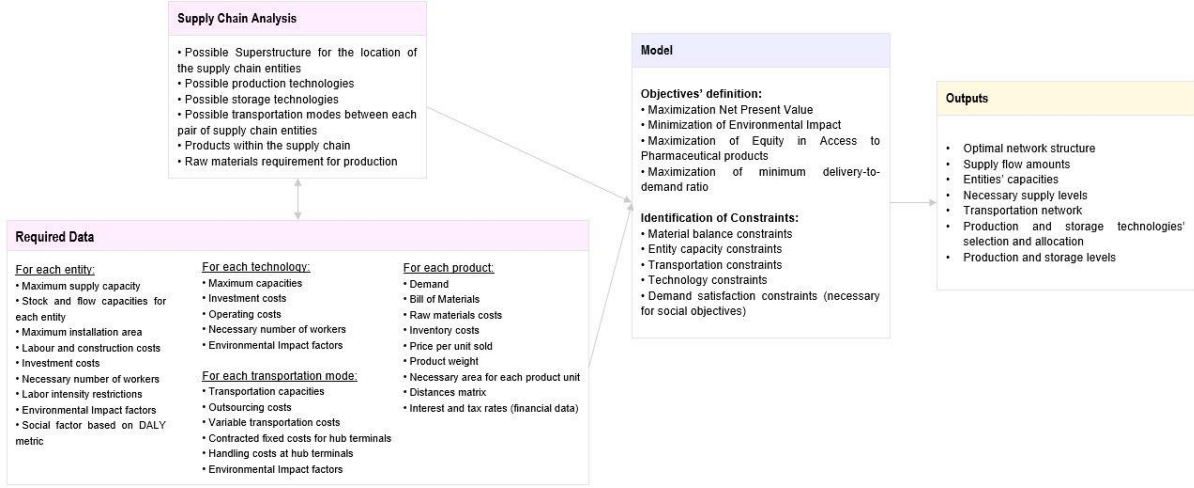 Supply Chain Analysis
• Possible Superstructure for the location of
the supply chain entities
• Possible production technologies
• Possible storage technologies
• Possible transportation modes between each
pair of supply chain entities
• Products within the supply chain
• Raw materials requirement for production
Required Data
For each entity:
• Maximum supply capacity
• Stock and flow capacities for
each entity
• Maximum installation area
• Labour and construction costs
• Investment costs
• Necessary number of workers
• Labor intensity restrictions
• Environmental Impact factors
• Social factor based on DALY
metric
For each technology:
• Maximum capacities
• Investment costs
• Operating costs
• Necessary number of workers
• Environmental Impact factors
For each transportation mode:
• Transportation capacities
• Outsourcing costs
• Variable transportation costs
• Contracted fixed costs for hub terminals
• Handling costs at hub terminals
• Environmental Impact factors
For each product:
• Demand
• Bill of Materials
• Raw materials costs
• Inventory costs
• Price per unit sold
• Product weight
• Necessary area for each product unit
• Distances matrix
• Interest and tax rates (financial data)
Model
Objectives' definition:
• Maximization Net Present Value
• Minimization of Environmental Impact
• Maximization of Equity in Access to
Pharmaceutical products
• Maximization of minimum delivery-to-
demand ratio
Identification of Constraints:
• Material balance constraints
• Entity capacity constraints
• Transportation constraints
• Technology constraints
• Demand satisfaction constraints (necessary
for social objectives)
Outputs
• Optimal network structure
• Supply flow amounts
• Entities' capacities
• Necessary supply levels
• Transportation network
• Production and storage technologies'
selection and allocation
• Production and storage levels